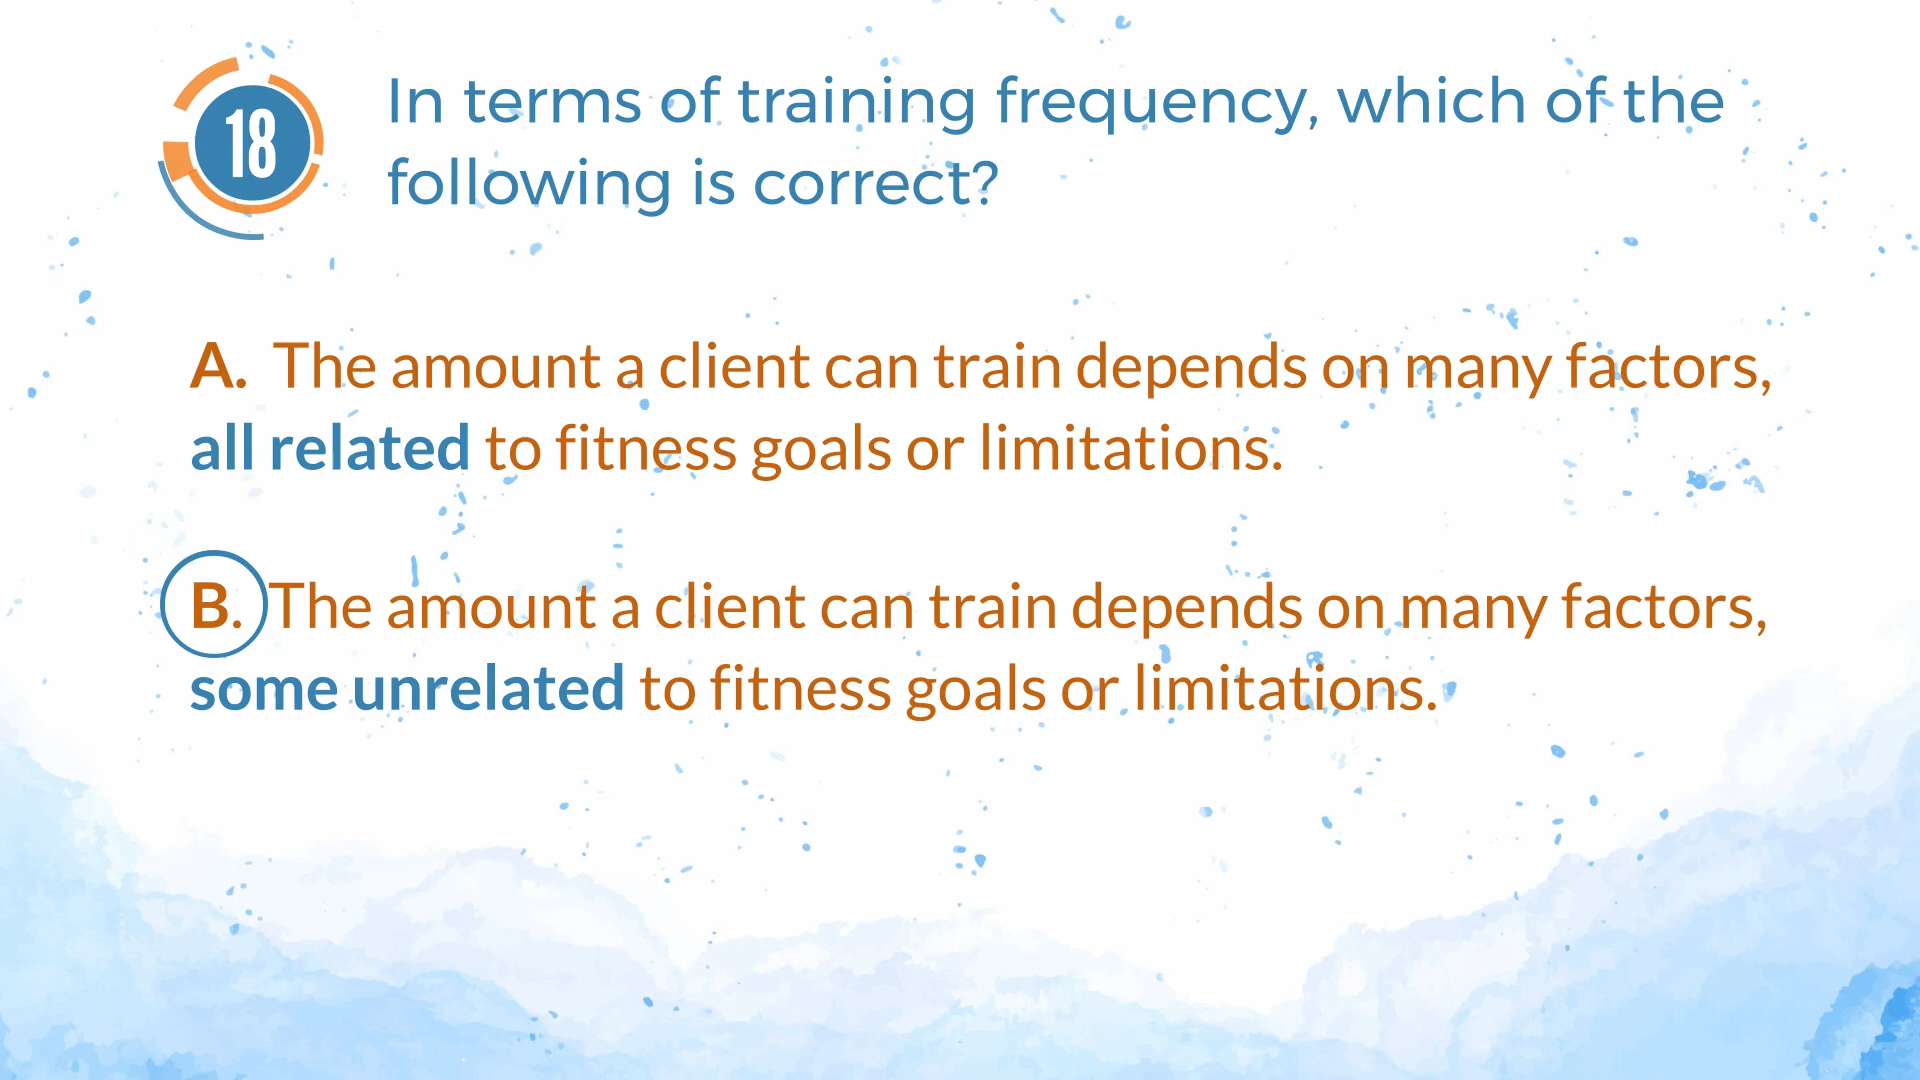 18
In terms of training frequency, which of the
following is correct?
A. The amount a client can train depends on many factors,
all related to fitness goals or limitations.
B. The amount a client can train depends on many factors,
some unrelated to fitness goals or limitations.